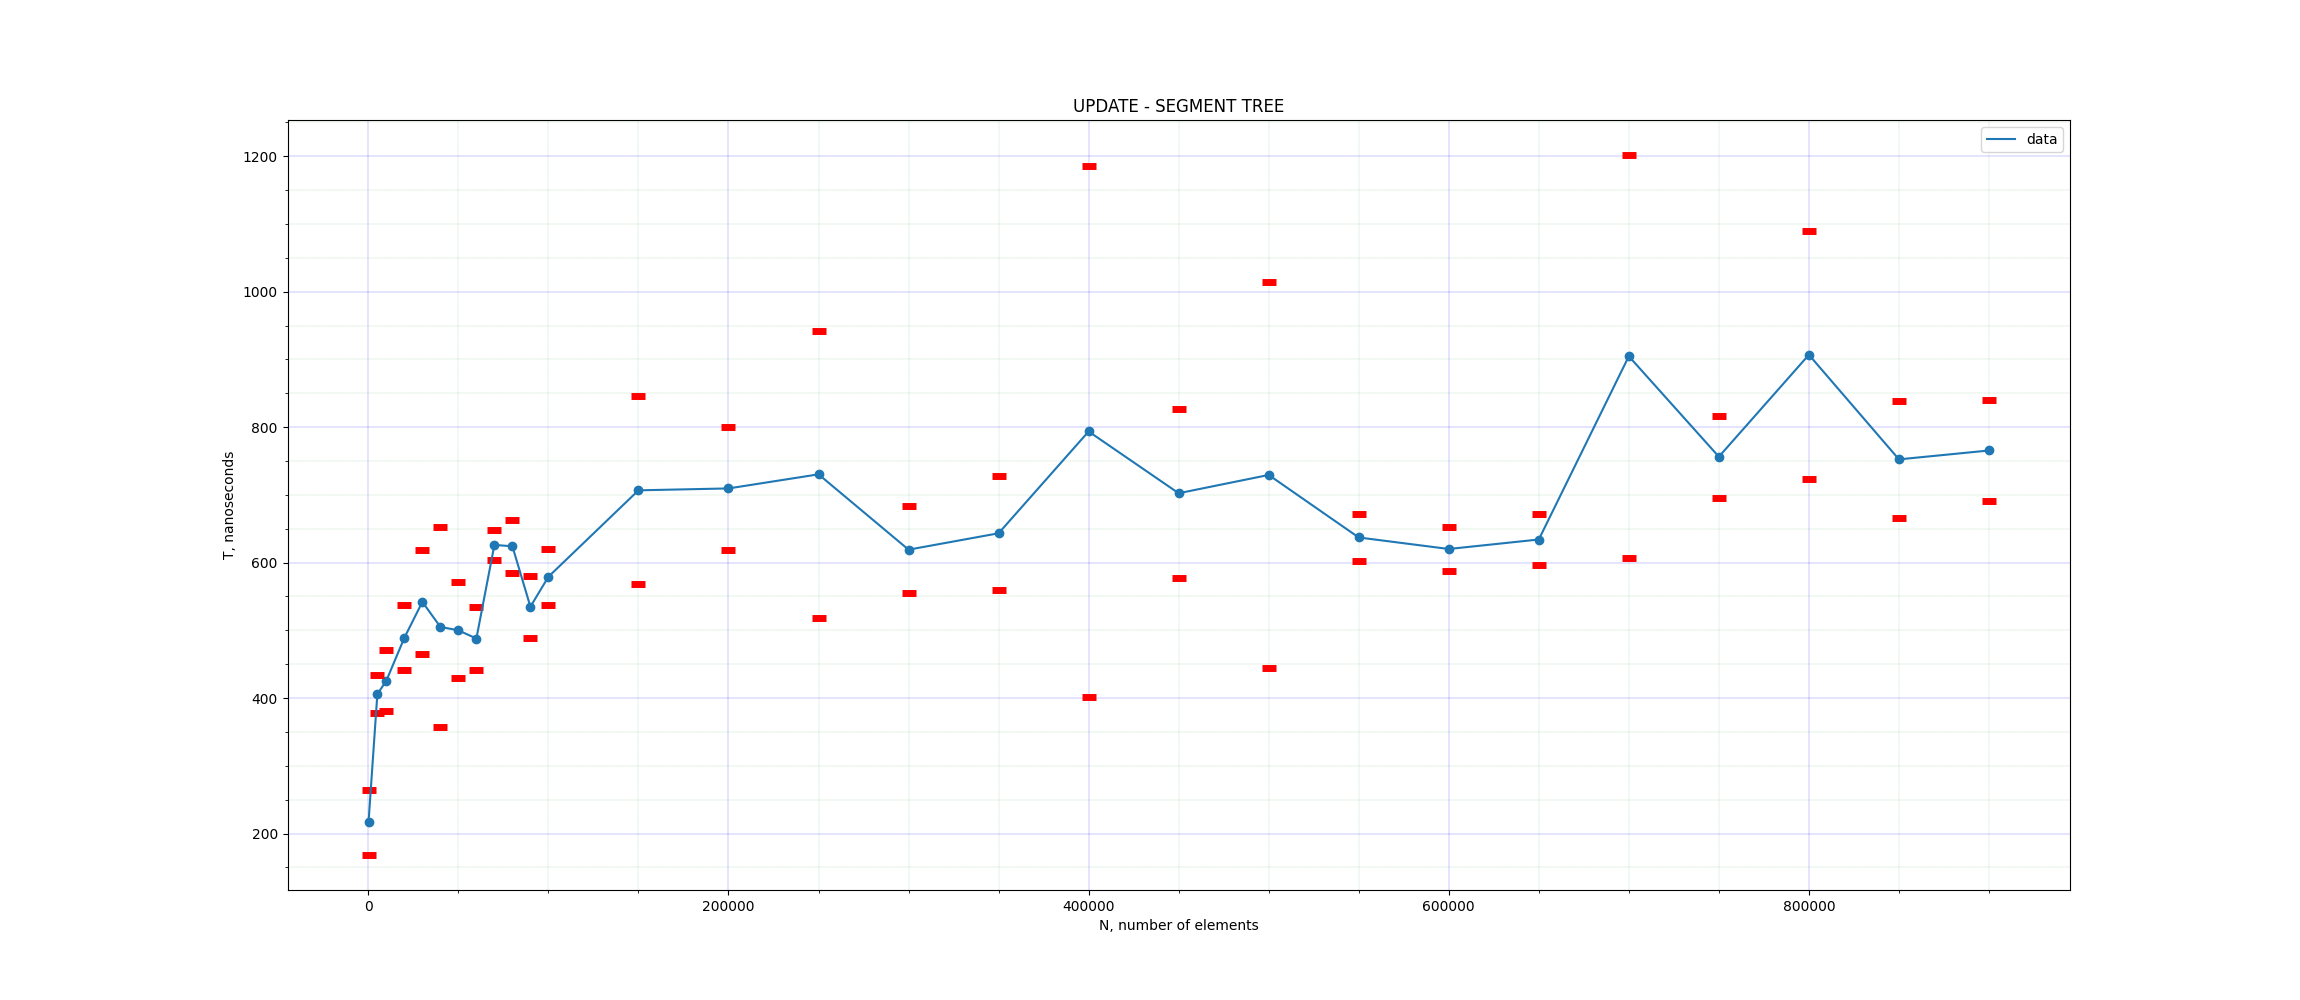 UPDATE - SEGMENT TREE
data
1200
1000
800
600
400
200
T, nanoseconds
0 200000 400000 600000 800000
N, number of elements